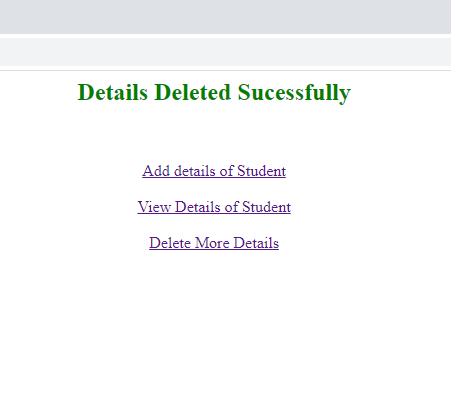 Details Deleted Sucessfully
Add details of Student
View Details of Student
Delete More Details